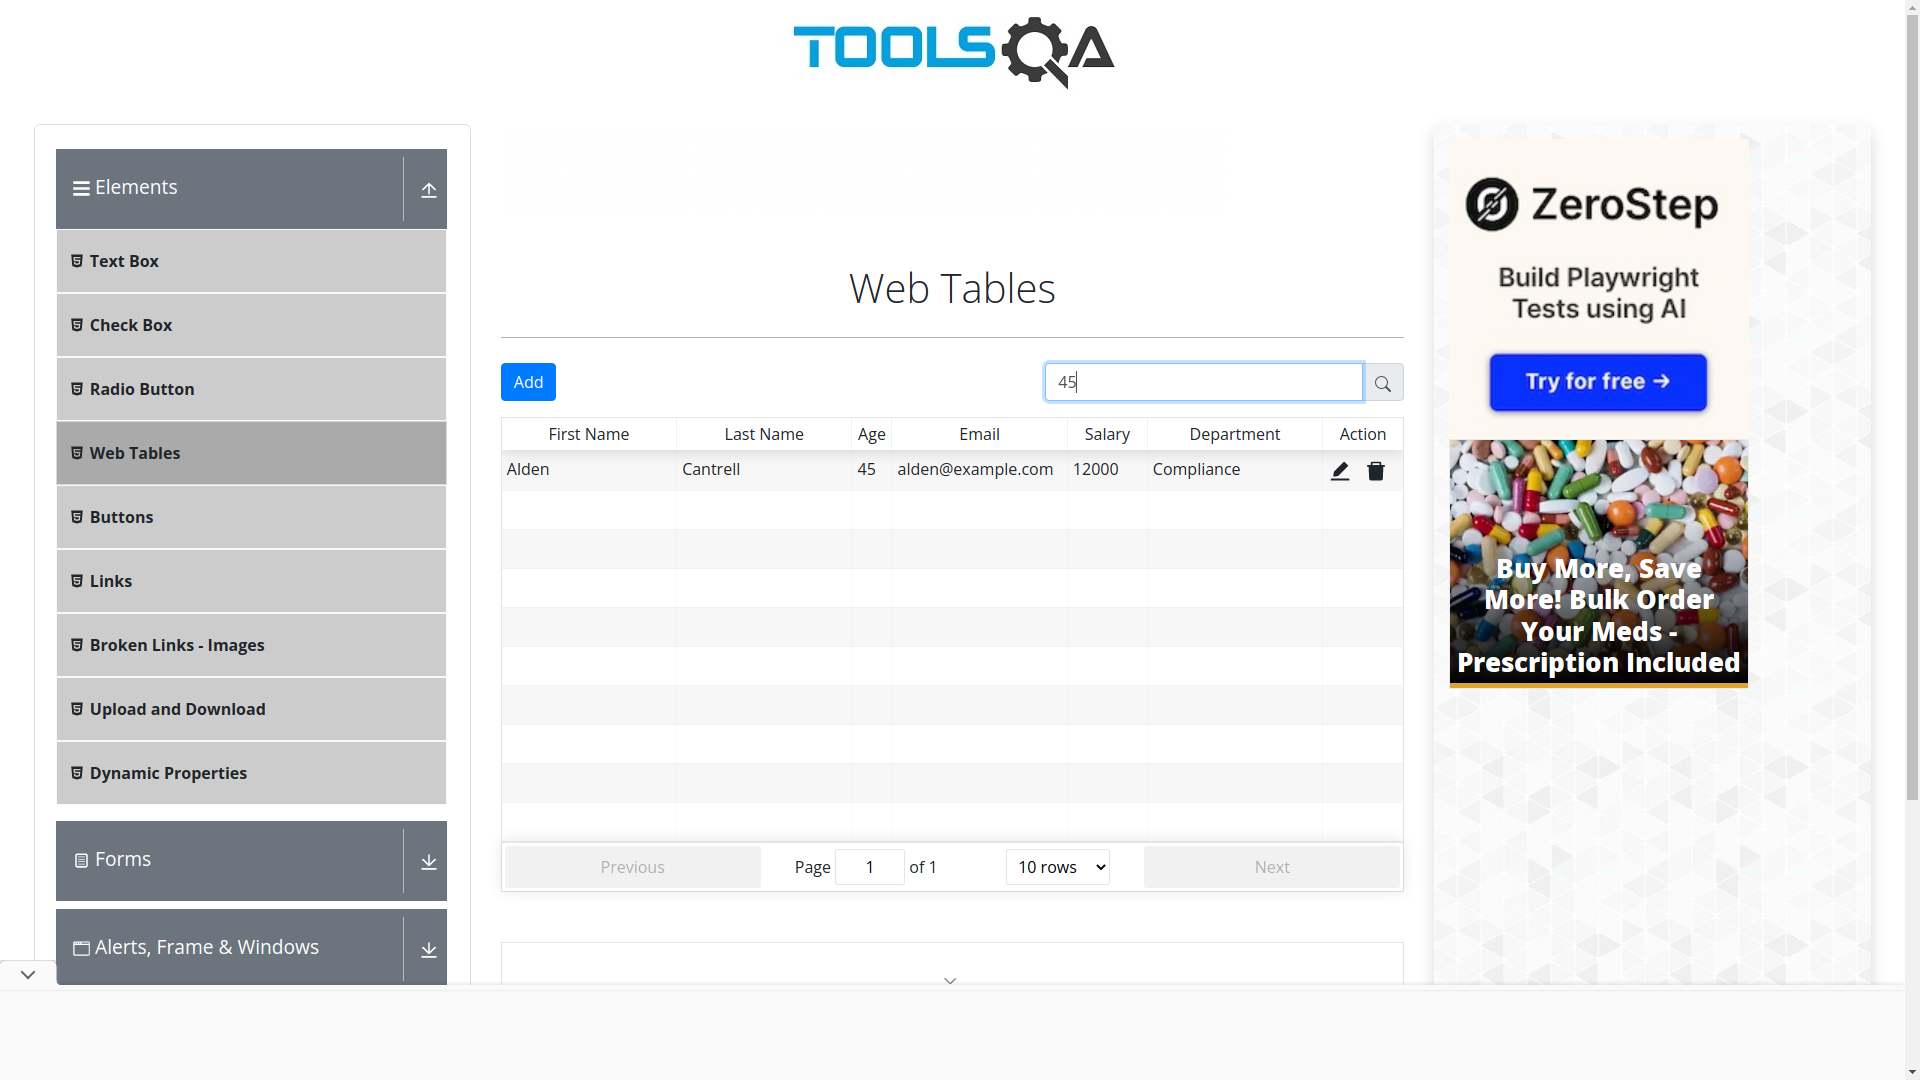 TOOLSQA
Elements
Text Box
Check Box
Radio Button
Web Tables
Buttons
Links
Broken Links - Images
Upload and Download
Dynamic Properties
Forms
Alerts, Frame & Windows
Web Tables
Add
45
First Name Last Name Age Email Salary Department Action
Alden Cantrell 45 alden@example.com 12000 Compliance
Previous Page 1 of 1 10 rows Next
ZeroStep
Build Playwright
Tests using AI
Try for free →
Buy More, Save
More! Bulk Order
Your Meds -
Prescription Included